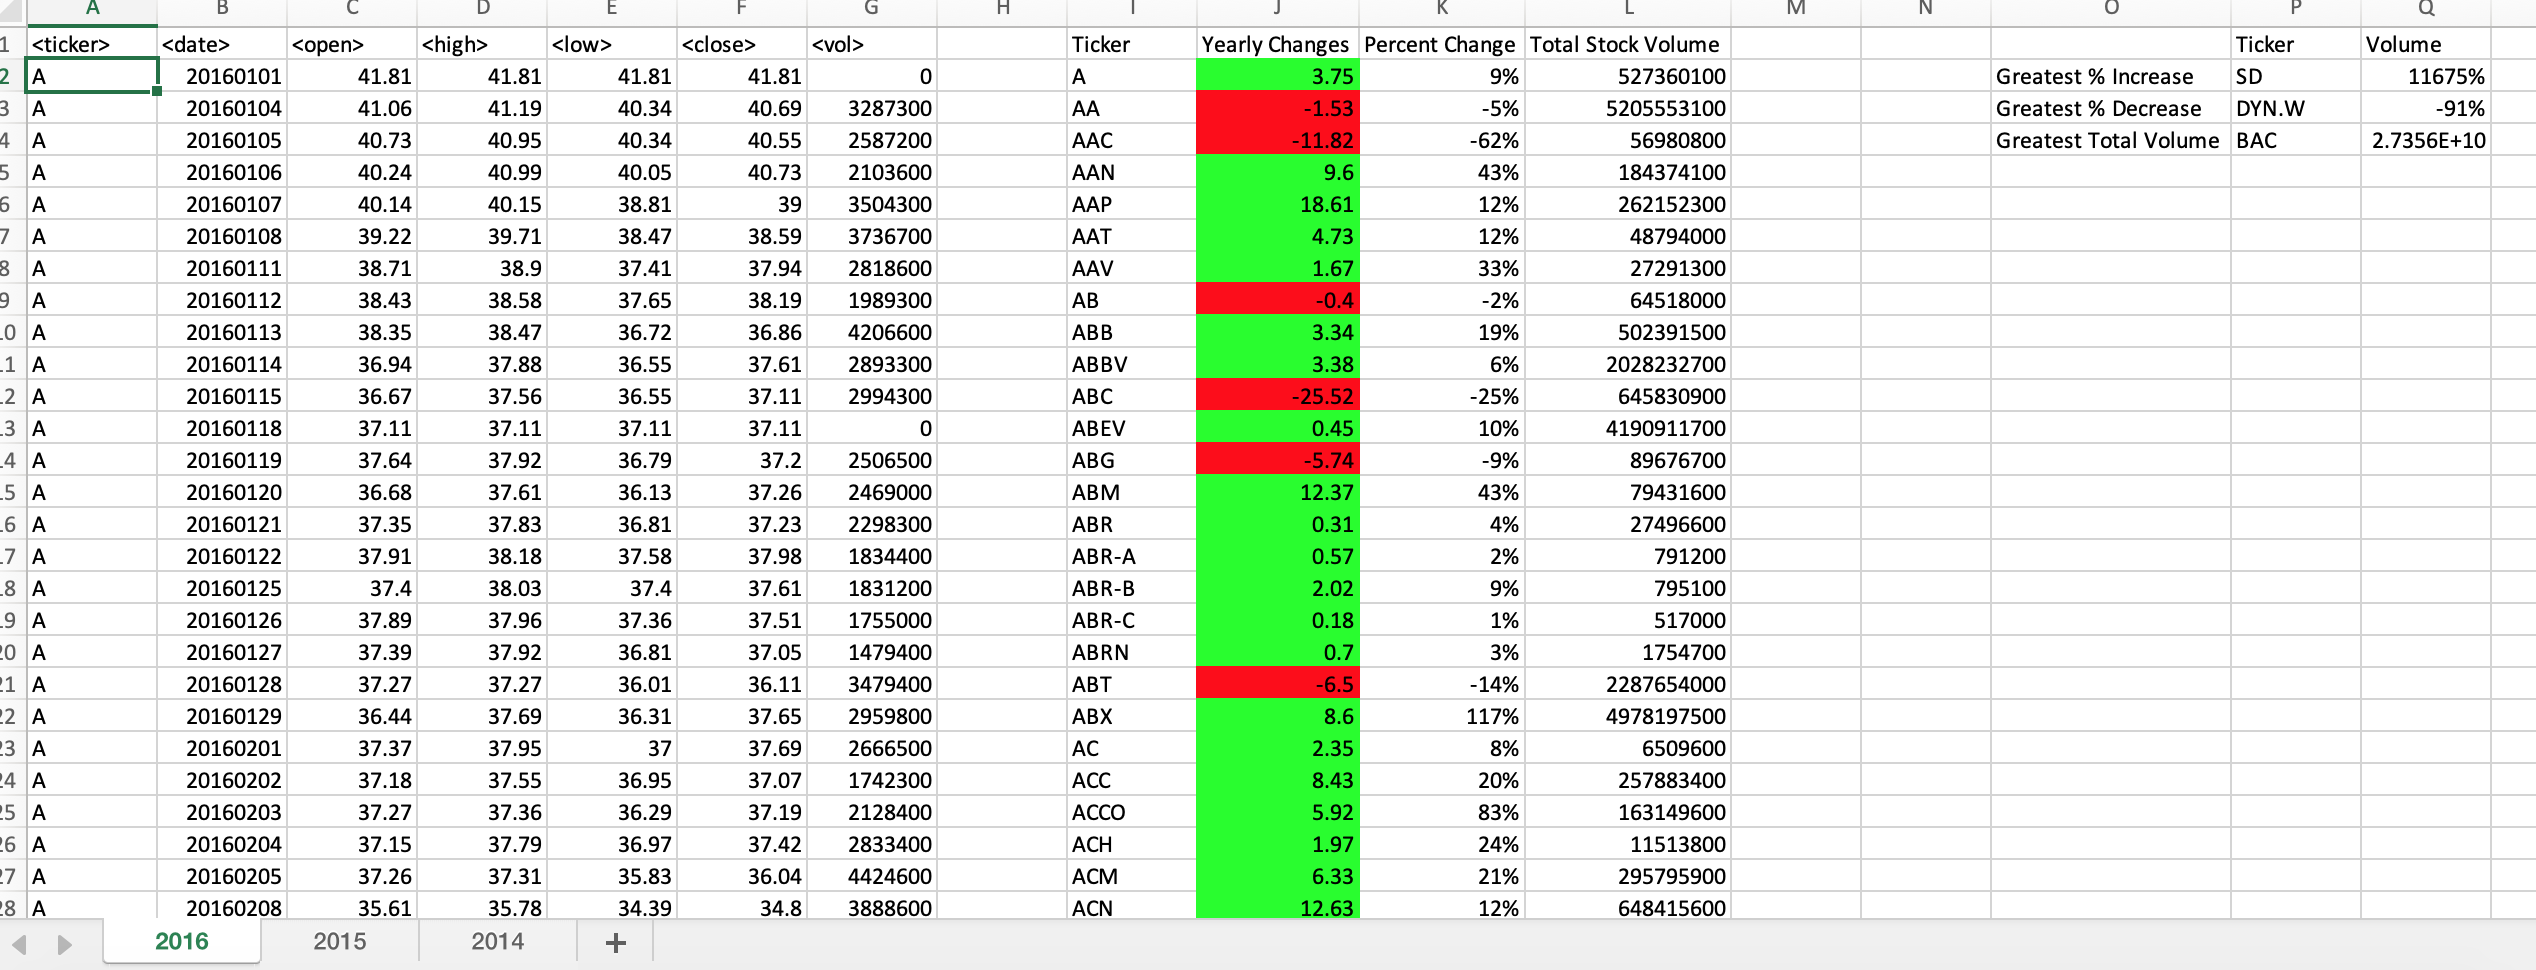 A B C D E F G H I J K L M N O P Q
1 <ticker> <date> <open> <high> <low> <close> <vol> Ticker Yearly Changes Percent Change Total Stock Volume Ticker Volume
2 A 20160101 41.81 41.81 41.81 41.81 0 A 3.75 9% 527360100 Greatest % Increase SD 11675%
3 A 20160104 41.06 41.19 40.34 40.69 3287300 AA -1.53 -5% 5205553100 Greatest % Decrease DYN.W -91%
4 A 20160105 40.73 40.95 40.34 40.55 2587200 AAC -11.82 -62% 56980800 Greatest Total Volume BAC 2.7356E+10
5 A 20160106 40.24 40.99 40.05 40.73 2103600 AAN 9.6 43% 184374100
6 A 20160107 40.14 40.15 38.81 39 3504300 AAP 18.61 12% 262152300
7 A 20160108 39.22 39.71 38.47 38.59 3736700 AAT 4.73 12% 48794000
8 A 20160111 38.71 38.9 37.41 37.94 2818600 AAV 1.67 33% 27291300
9 A 20160112 38.43 38.58 37.65 38.19 1989300 AB -0.4 -2% 64518000
10 A 20160113 38.35 38.47 36.72 36.86 4206600 ABB 3.34 19% 502391500
11 A 20160114 36.94 37.88 36.55 37.61 2893300 ABBV 3.38 6% 2028232700
12 A 20160115 36.67 37.56 36.55 37.11 2994300 ABC -25.52 -25% 645830900
13 A 20160118 37.11 37.11 37.11 37.11 0 ABEV 0.45 10% 4190911700
14 A 20160119 37.64 37.92 36.79 37.2 2506500 ABG -5.74 -9% 89676700
15 A 20160120 36.68 37.61 36.13 37.26 2469000 ABM 12.37 43% 79431600
16 A 20160121 37.35 37.83 36.81 37.23 2298300 ABR 0.31 4% 27496600
17 A 20160122 37.91 38.18 37.58 37.98 1834400 ABR-A 0.57 2% 791200
18 A 20160125 37.4 38.03 37.4 37.61 1831200 ABR-B 2.02 9% 795100
19 A 20160126 37.89 37.96 37.36 37.51 1755000 ABR-C 0.18 1% 517000
20 A 20160127 37.39 37.92 36.81 37.05 1479400 ABRN 0.7 3% 1754700
21 A 20160128 37.27 37.27 36.01 36.11 3479400 ABT -6.5 -14% 2287654000
22 A 20160129 36.44 37.69 36.31 37.65 2959800 ABX 8.6 117% 4978197500
23 A 20160201 37.37 37.95 37 37.69 2666500 AC 2.35 8% 6509600
24 A 20160202 37.18 37.55 36.95 37.07 1742300 ACC 8.43 20% 257883400
25 A 20160203 37.27 37.36 36.29 37.19 2128400 ACCO 5.92 83% 163149600
26 A 20160204 37.15 37.79 36.97 37.42 2833400 ACH 1.97 24% 11513800
27 A 20160205 37.26 37.31 35.83 36.04 4424600 ACM 6.33 21% 295795900
28 A 20160208 35.61 35.78 34.39 34.8 3888600 ACN 12.63 12% 648415600
2016 2015 2014 +